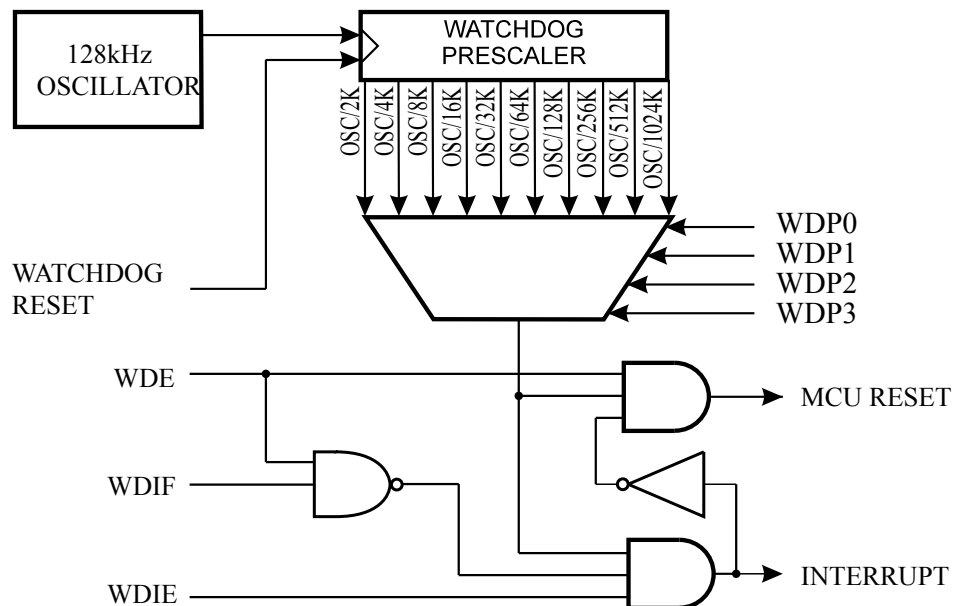 128kHz
OSCILLATOR
WATCHDOG
PRESCALER
OSC/2K
OSC/4K
OSC/8K
OSC/16K
OSC/32K
OSC/64K
OSC/128K
OSC/256K
OSC/512K
OSC/1024K
WDP0
WDP1
WDP2
WDP3
WATCHDOG
RESET
WDE
MCU RESET
WDIF
WDIE
INTERRUPT